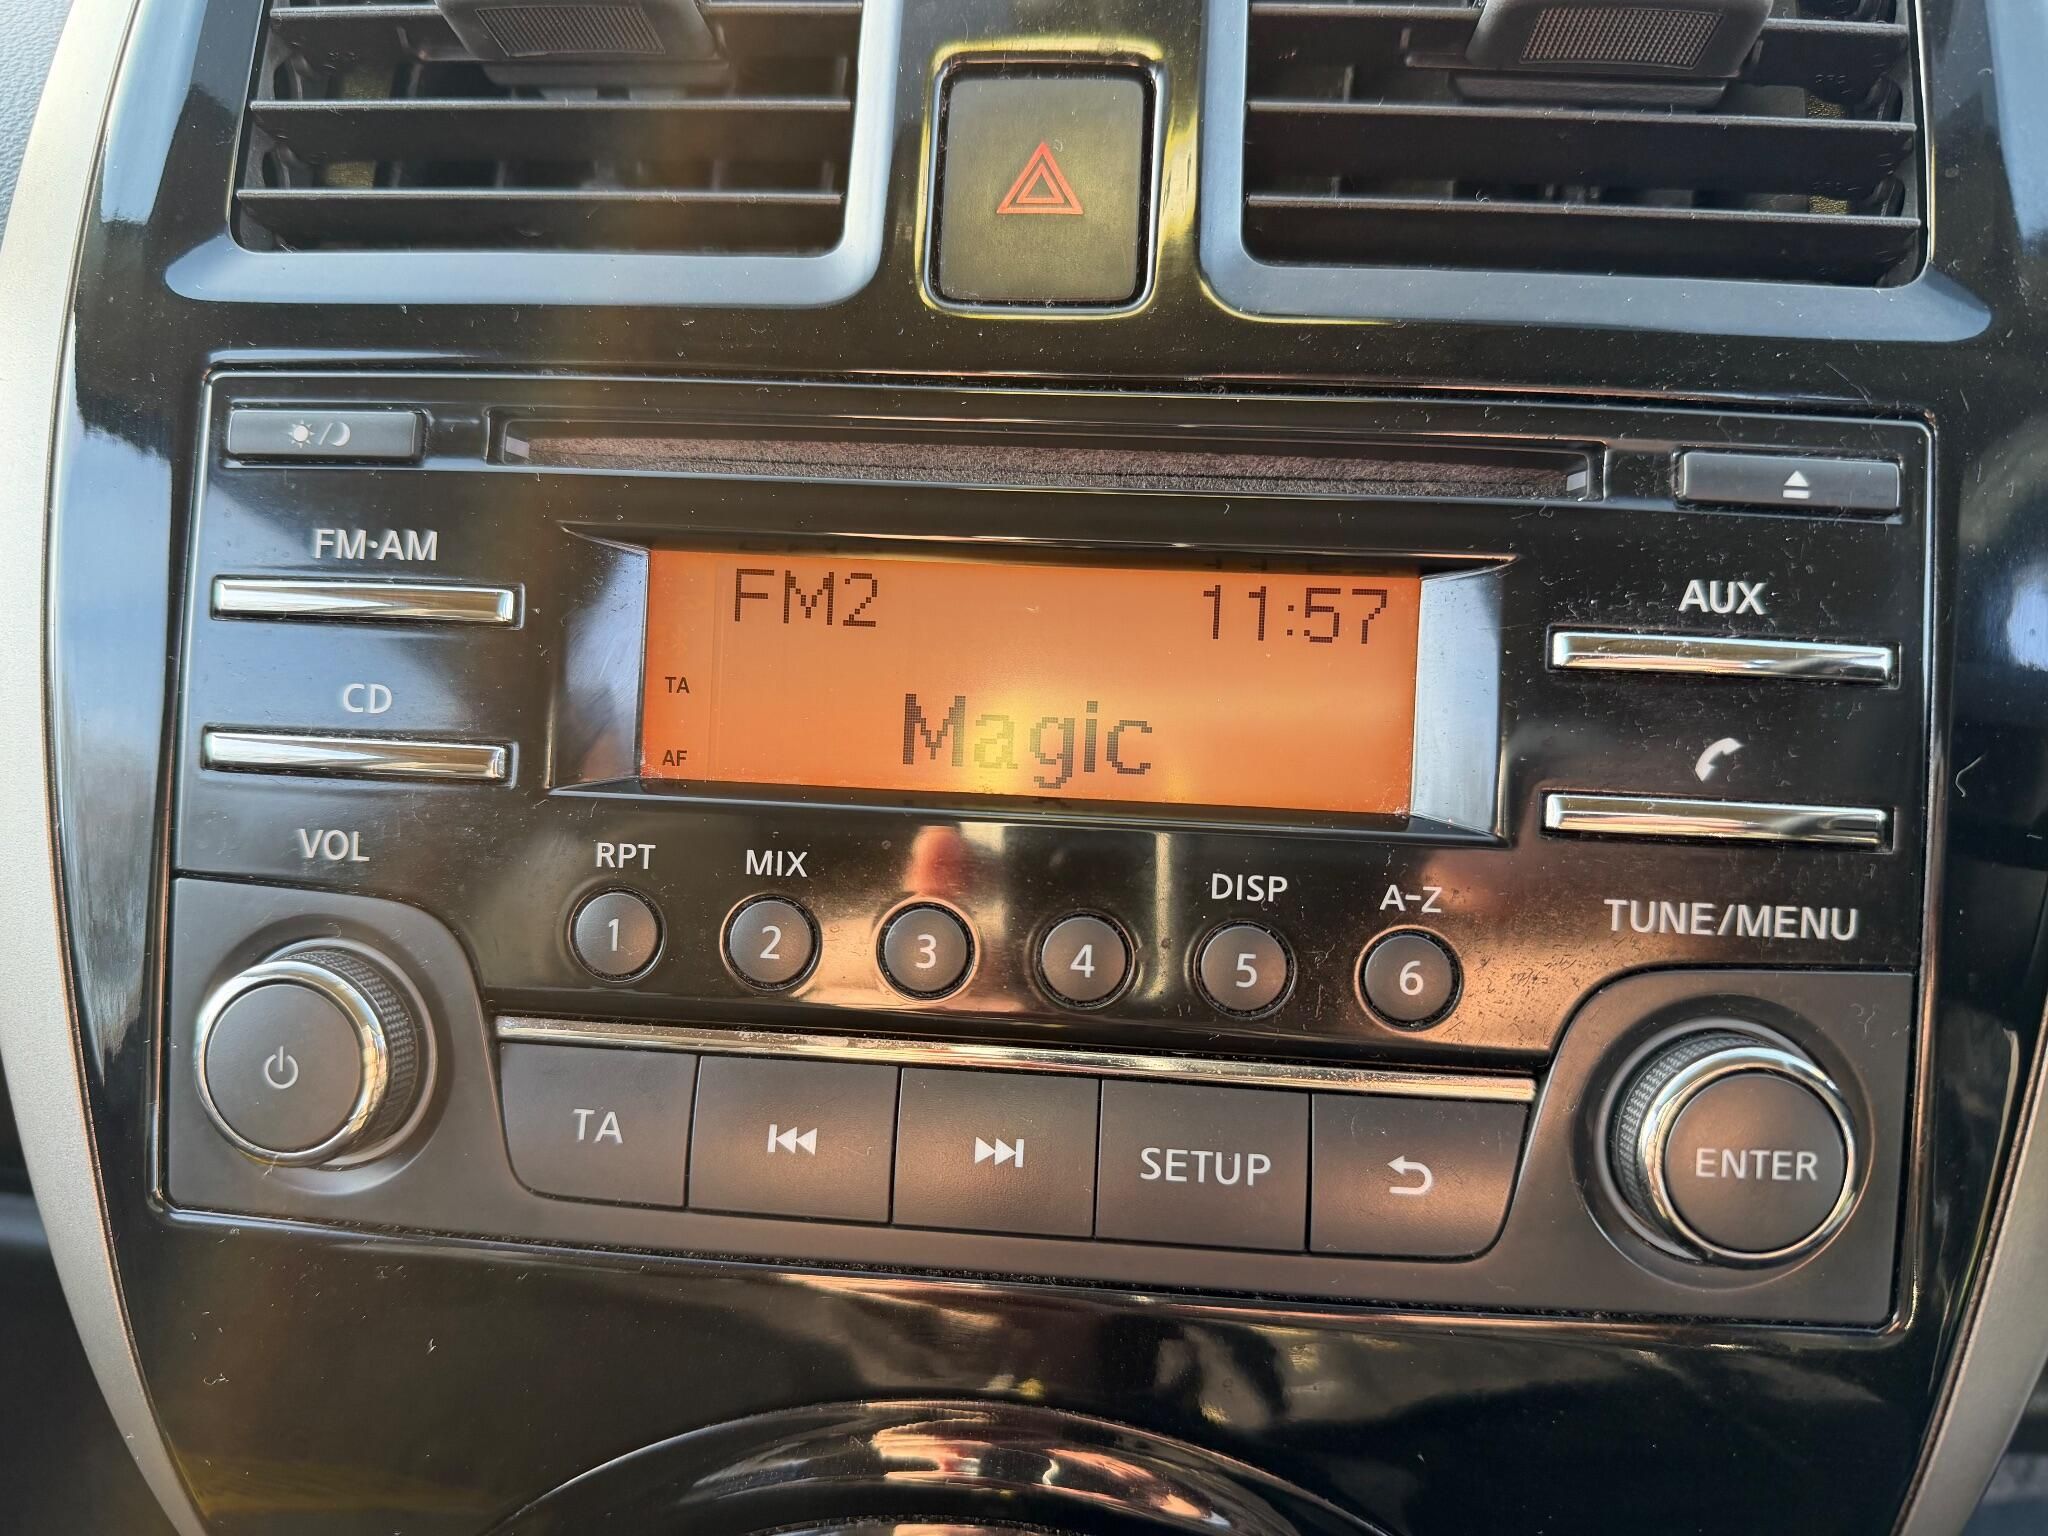 FM·AM
FM2 11:57
AUX
TA
CD
Magic
AF
VOL
RPT MIX DISP A-Z
TUNE/MENU
1 2 3 4 5 6
TA SETUP ENTER